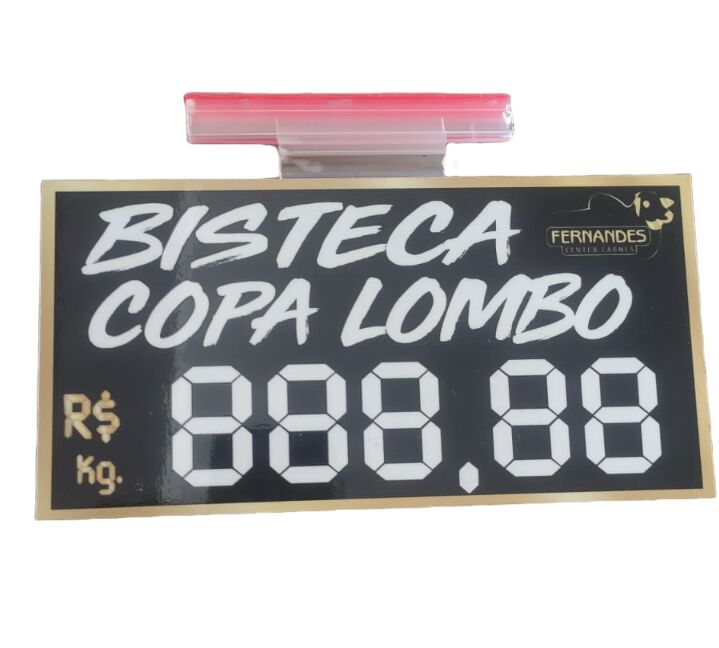 BISTECA
FERNANDES
CENTER CARNES
COPA LOMBO
R$ 888.88
Kg.